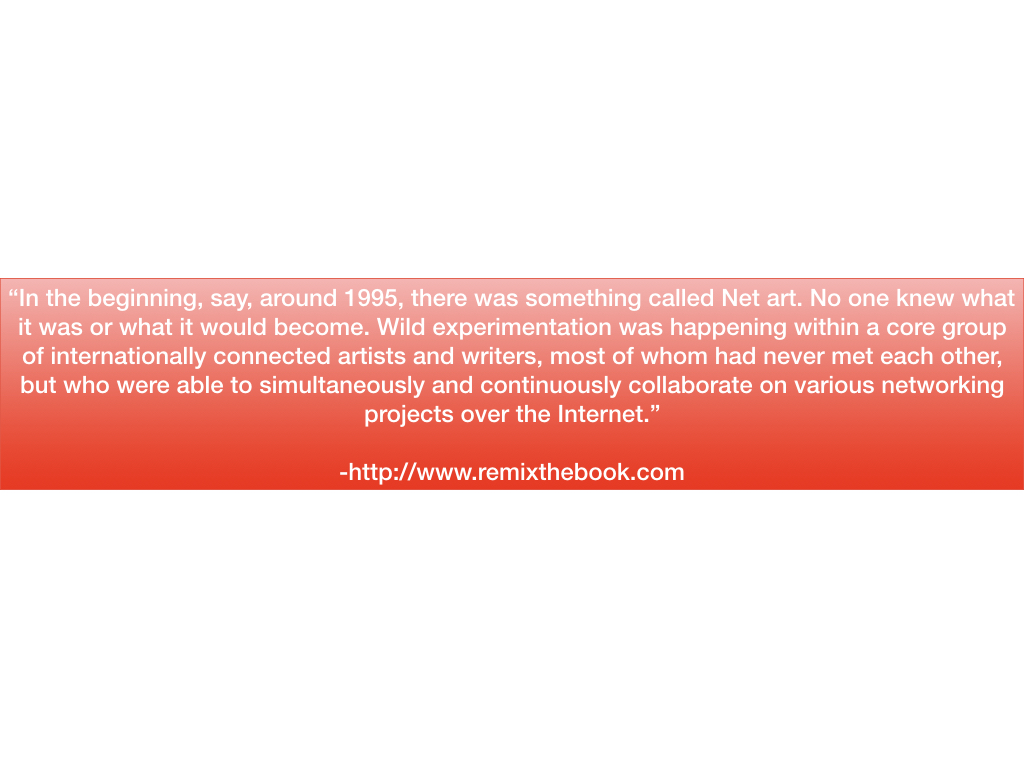 “In the beginning, say, around 1995, there was something called Net art. No one knew what
it was or what it would become. Wild experimentation was happening within a core group
of internationally connected artists and writers, most of whom had never met each other,
but who were able to simultaneously and continuously collaborate on various networking
projects over the Internet.”
-http://www.remixthebook.com